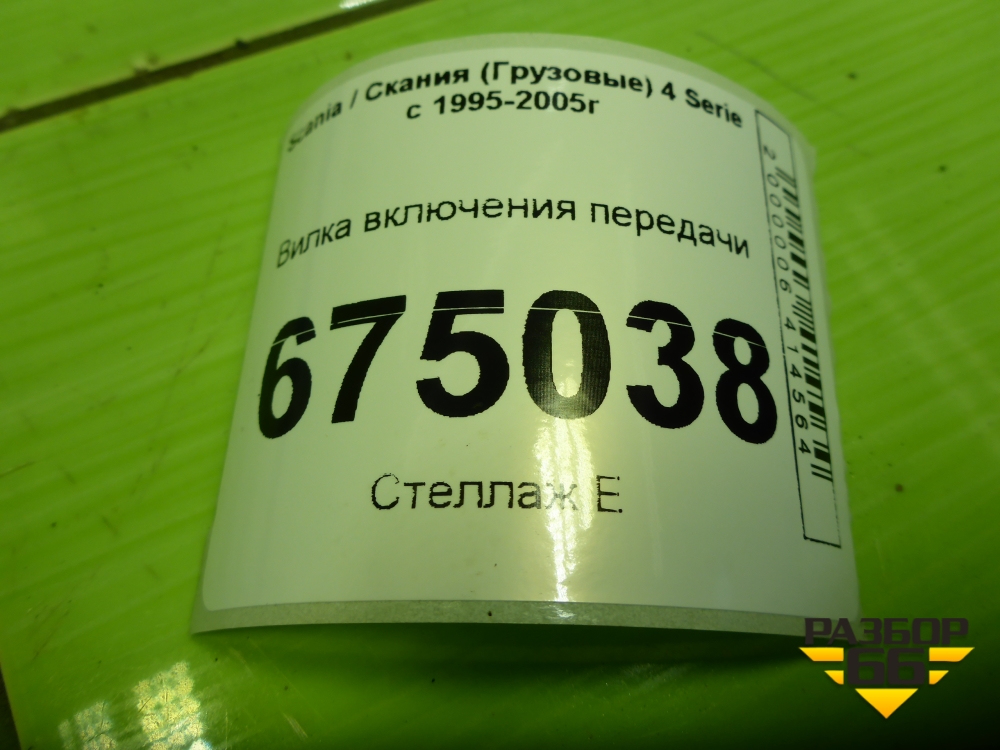 Scania / Скания (Грузовые) 4 Serie
с 1995-2005г
Вилка включения передачи
675038
Стеллаж Е
2000006414564
РАЗБОР
66